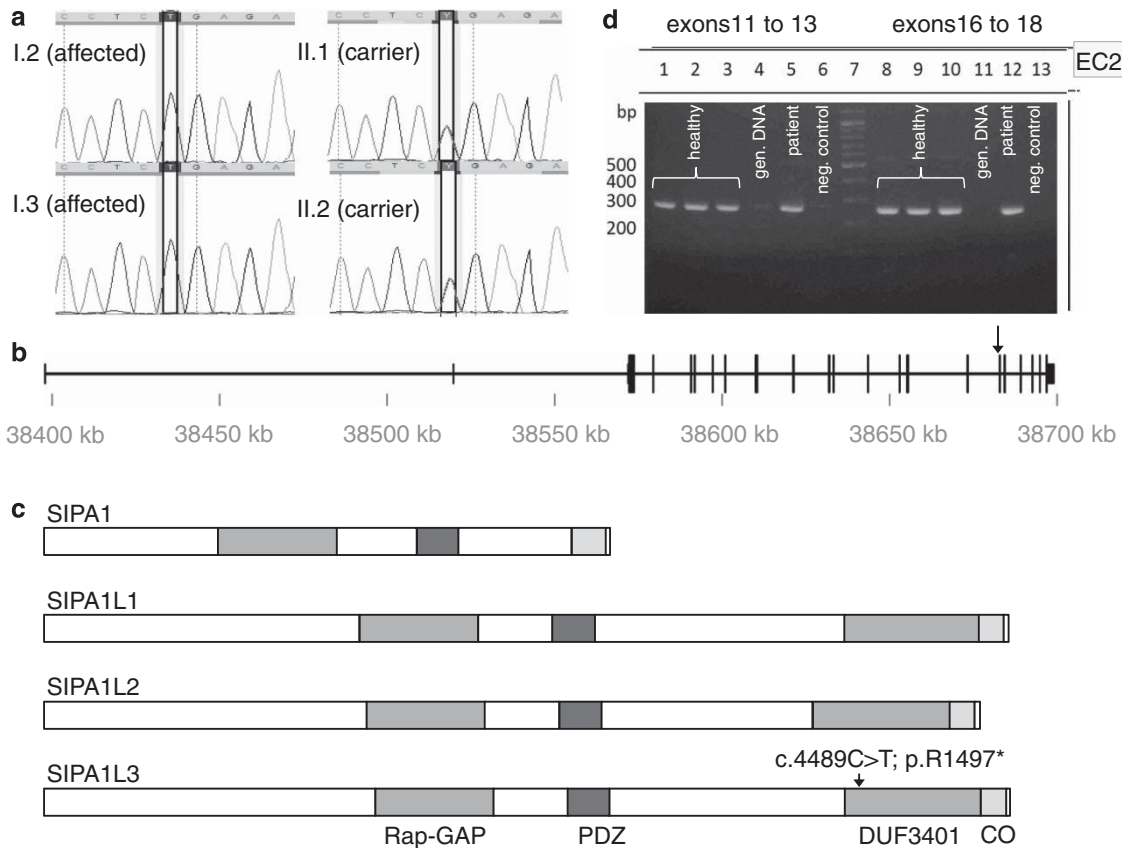 a
C C T C T G A G A
I.2 (affected)
C C T C T G A G A
I.3 (affected)
C C T C Y G A G A
II.1 (carrier)
C C T C Y G A G A
II.2 (carrier)
d
exons11 to 13 exons16 to 18
EC2
1 2 3 4 5 6 7 8 9 10 11 12 13
bp
500
400
300
200
healthy
gen. DNA
patient
neg. control
healthy
gen. DNA
patient
neg. control
b
38400 kb 38450 kb 38500 kb 38550 kb 38600 kb 38650 kb 38700 kb
c
SIPA1
SIPA1L1
SIPA1L2
SIPA1L3
c.4489C>T; p.R1497*
Rap-GAP PDZ DUF3401 CO